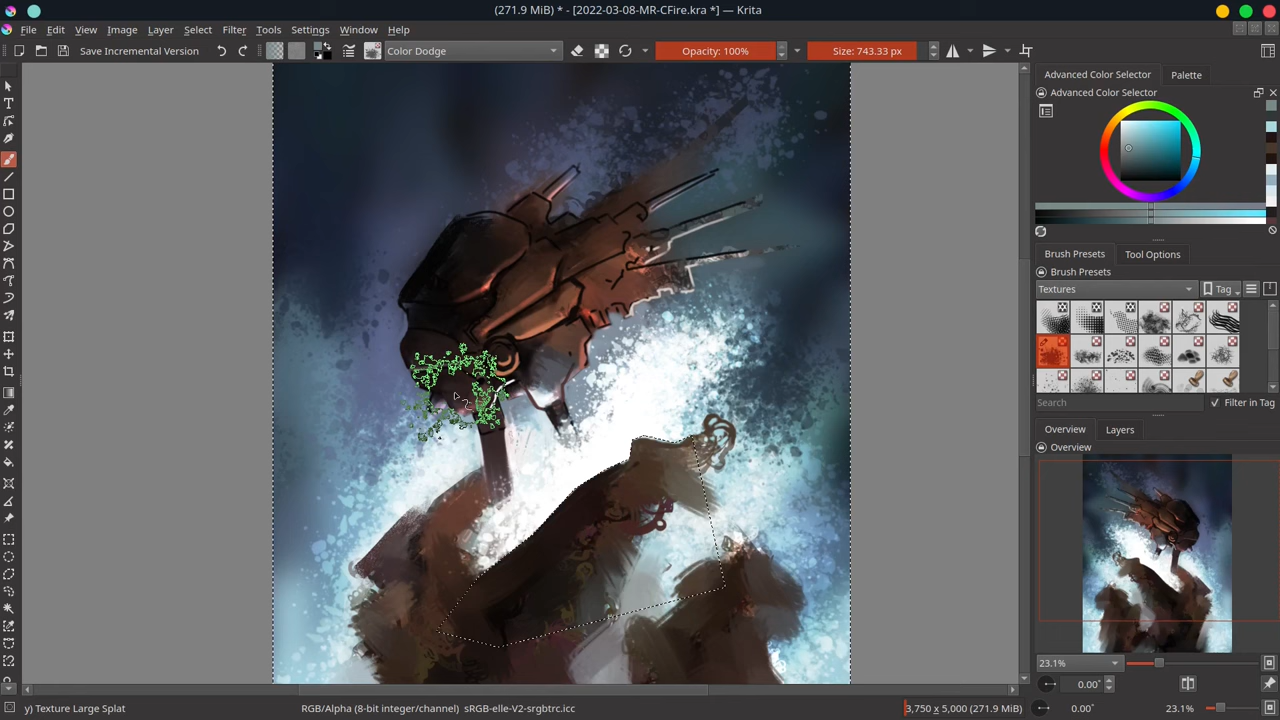 (271.9 MiB) * - [2022-03-08-MR-CFire.kra *] — Krita
File Edit View Image Layer Select Filter Tools Settings Window Help
Save Incremental Version
Color Dodge
Opacity: 100%
Size: 743.33 px
Advanced Color Selector
Palette
Advanced Color Selector
Brush Presets
Tool Options
Brush Presets
Textures
Tag
Search
Filter in Tag
Overview
Layers
Overview
23.1%
0.00°
y) Texture Large Splat
RGB/Alpha (8-bit integer/channel) sRGB-elle-V2-srgbtrc.icc
3,750 x 5,000 (271.9 MiB)
0.00°
23.1%